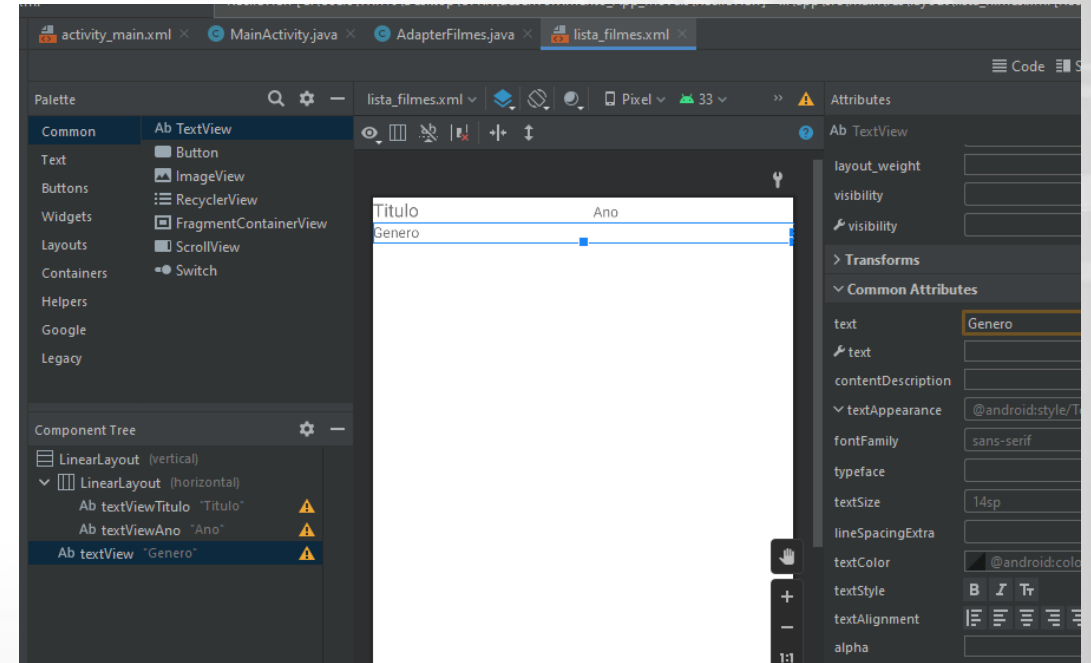 activity_main.xml
MainActivity.java
AdapterFilmes.java
lista_filmes.xml
Code
Palette
lista_filmes.xml
Pixel
33
Attributes
Common
Text
Buttons
Widgets
Layouts
Containers
Helpers
Google
Legacy
Ab TextView
Button
ImageView
RecyclerView
FragmentContainerView
ScrollView
Switch
Titulo
Ano
Genero
Ab TextView
layout_weight
visibility
visibility
Transforms
Common Attributes
text Genero
text
contentDescription
textAppearance @android:style/T
fontFamily sans-serif
typeface
textSize 14sp
lineSpacingExtra
textColor @android:colo
textStyle B I Tт
textAlignment
alpha
Component Tree
LinearLayout (vertical)
LinearLayout (horizontal)
Ab textViewTitulo "Titulo"
Ab textViewAno "Ano"
Ab textView "Genero"
1:1